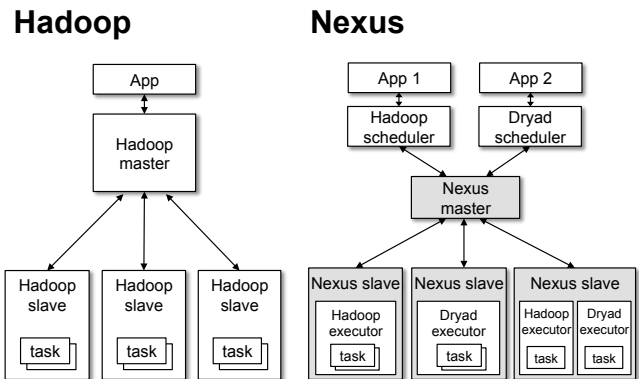 Hadoop
App
Hadoop
master
Hadoop
slave
task
Hadoop
slave
task
Hadoop
slave
task
Nexus
App 1
App 2
Hadoop
scheduler
Dryad
scheduler
Nexus
master
Nexus slave
Hadoop
executor
task
Nexus slave
Dryad
executor
task
Nexus slave
Hadoop
executor
task
Dryad
executor
task